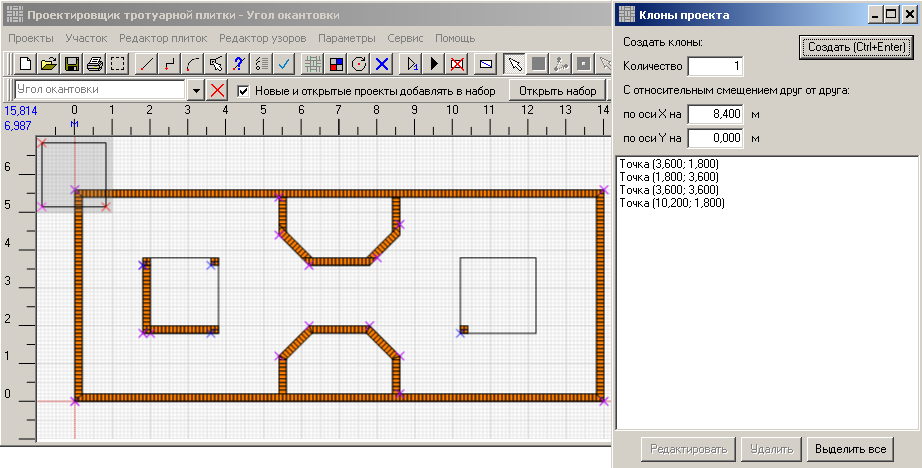 Проектировщик тротуарной плитки - Угол окантовки
Проекты Участок Редактор плиток Редактор узоров Параметры Сервис Помощь
Угол окантовки Новые и открытые проекты добавлять в набор Открыть набор
15,814 0 1 2 3 4 5 6 7 8 9 10 11 12 13 14
6,987 м
6
5
4
3
2
1
0
Клоны проекта
Создать клоны: Создать (Ctrl+Enter)
Количество 1
С относительным смещением друг от друга:
по оси X на 8,400 м
по оси Y на 0,000 м
Точка (3,600; 1,800)
Точка (1,800; 3,600)
Точка (3,600; 3,600)
Точка (10,200; 1,800)
Редактировать Удалить Выделить все